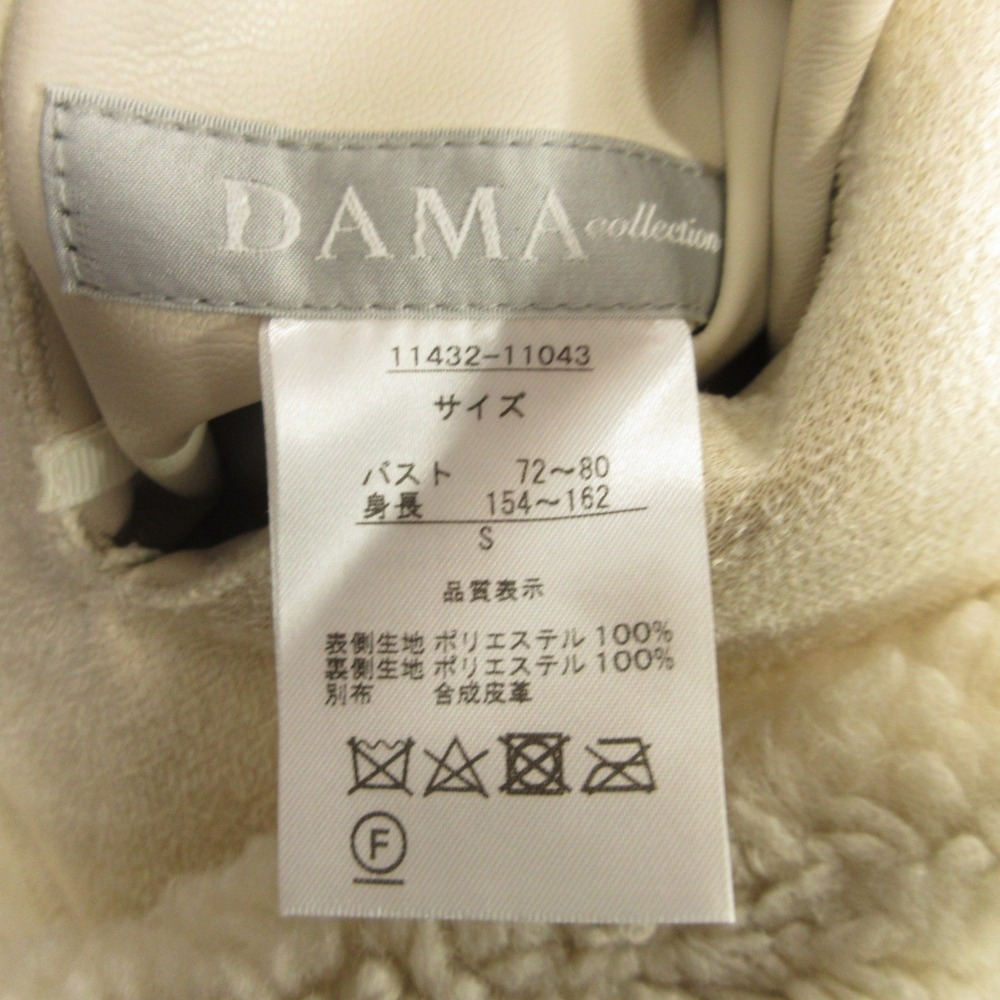 DAMA collection
11432-11043
サイズ
バスト 72～80
身長 154～162
S
品質表示
表側生地 ポリエステル 100%
裏側生地 ポリエステル 100%
別布 合成皮革
F